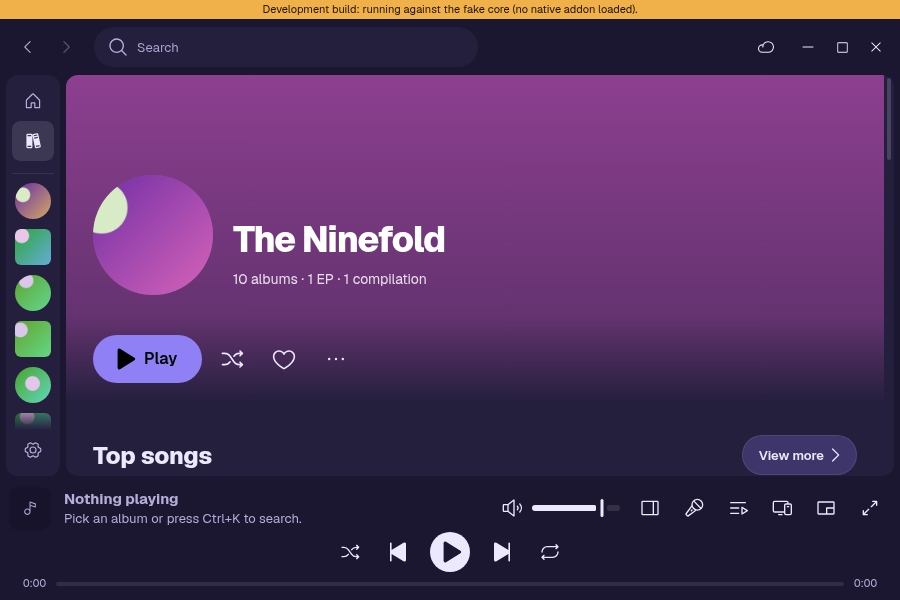 Development build: running against the fake core (no native addon loaded).
Search
The Ninefold
10 albums · 1 EP · 1 compilation
Play
Top songs
View more
Nothing playing
Pick an album or press Ctrl+K to search.
0:00
0:00